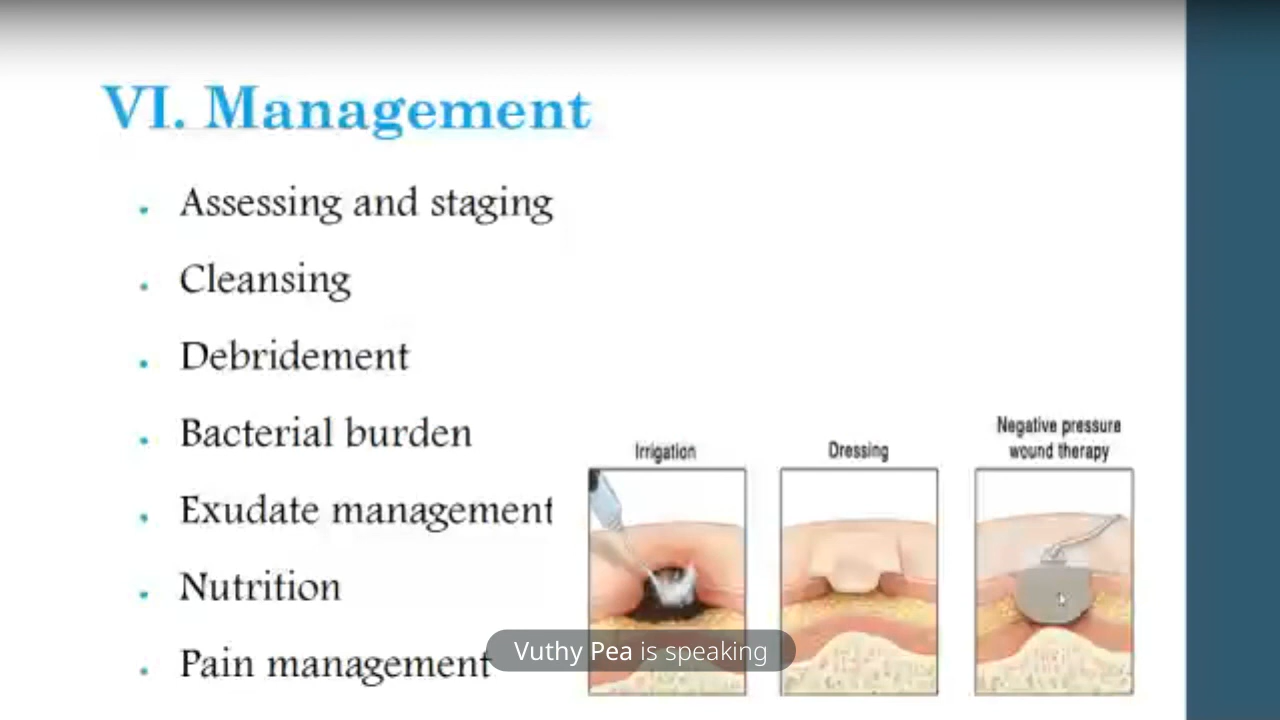 VI. Management
Assessing and staging
Cleansing
Debridement
Bacterial burden
Exudate management
Nutrition
Pain management
Irrigation
Dressing
Negative pressure
wound therapy
Vuthy Pea is speaking